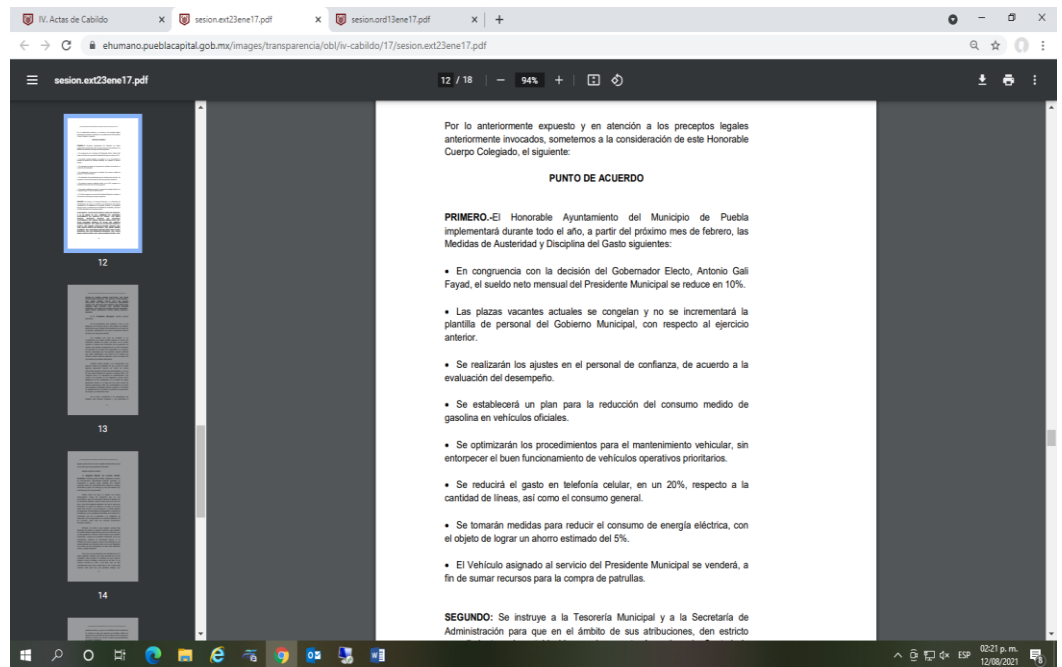 IV. Actas de Cabildo
sesion.ext23ene17.pdf
sesion.ord13ene17.pdf
ehumano.pueblacapital.gob.mx/images/transparencia/obl/iv-cabildo/17/sesion.ext23ene17.pdf
sesion.ext23ene17.pdf
12 / 18
94%
12
13
14
Por lo anteriormente expuesto y en atención a los preceptos legales
anteriormente invocados, sometemos a la consideración de este Honorable
Cuerpo Colegiado, el siguiente:
PUNTO DE ACUERDO
PRIMERO.-El Honorable Ayuntamiento del Municipio de Puebla
implementará durante todo el año, a partir del próximo mes de febrero, las
Medidas de Austeridad y Disciplina del Gasto siguientes:
• En congruencia con la decisión del Gobernador Electo, Antonio Gali
Fayad, el sueldo neto mensual del Presidente Municipal se reduce en 10%.
• Las plazas vacantes actuales se congelan y no se incrementará la
plantilla de personal del Gobierno Municipal, con respecto al ejercicio
anterior.
• Se realizarán los ajustes en el personal de confianza, de acuerdo a la
evaluación del desempeño.
• Se establecerá un plan para la reducción del consumo medido de
gasolina en vehículos oficiales.
• Se optimizarán los procedimientos para el mantenimiento vehicular, sin
entorpecer el buen funcionamiento de vehículos operativos prioritarios.
• Se reducirá el gasto en telefonía celular, en un 20%, respecto a la
cantidad de líneas, así como el consumo general.
• Se tomarán medidas para reducir el consumo de energía eléctrica, con
el objeto de lograr un ahorro estimado del 5%.
• El Vehículo asignado al servicio del Presidente Municipal se venderá, a
fin de sumar recursos para la compra de patrullas.
SEGUNDO: Se instruye a la Tesorería Municipal y a la Secretaría de
Administración para que en el ámbito de sus atribuciones, den estricto
ESP
02:21 p. m.
12/08/2021